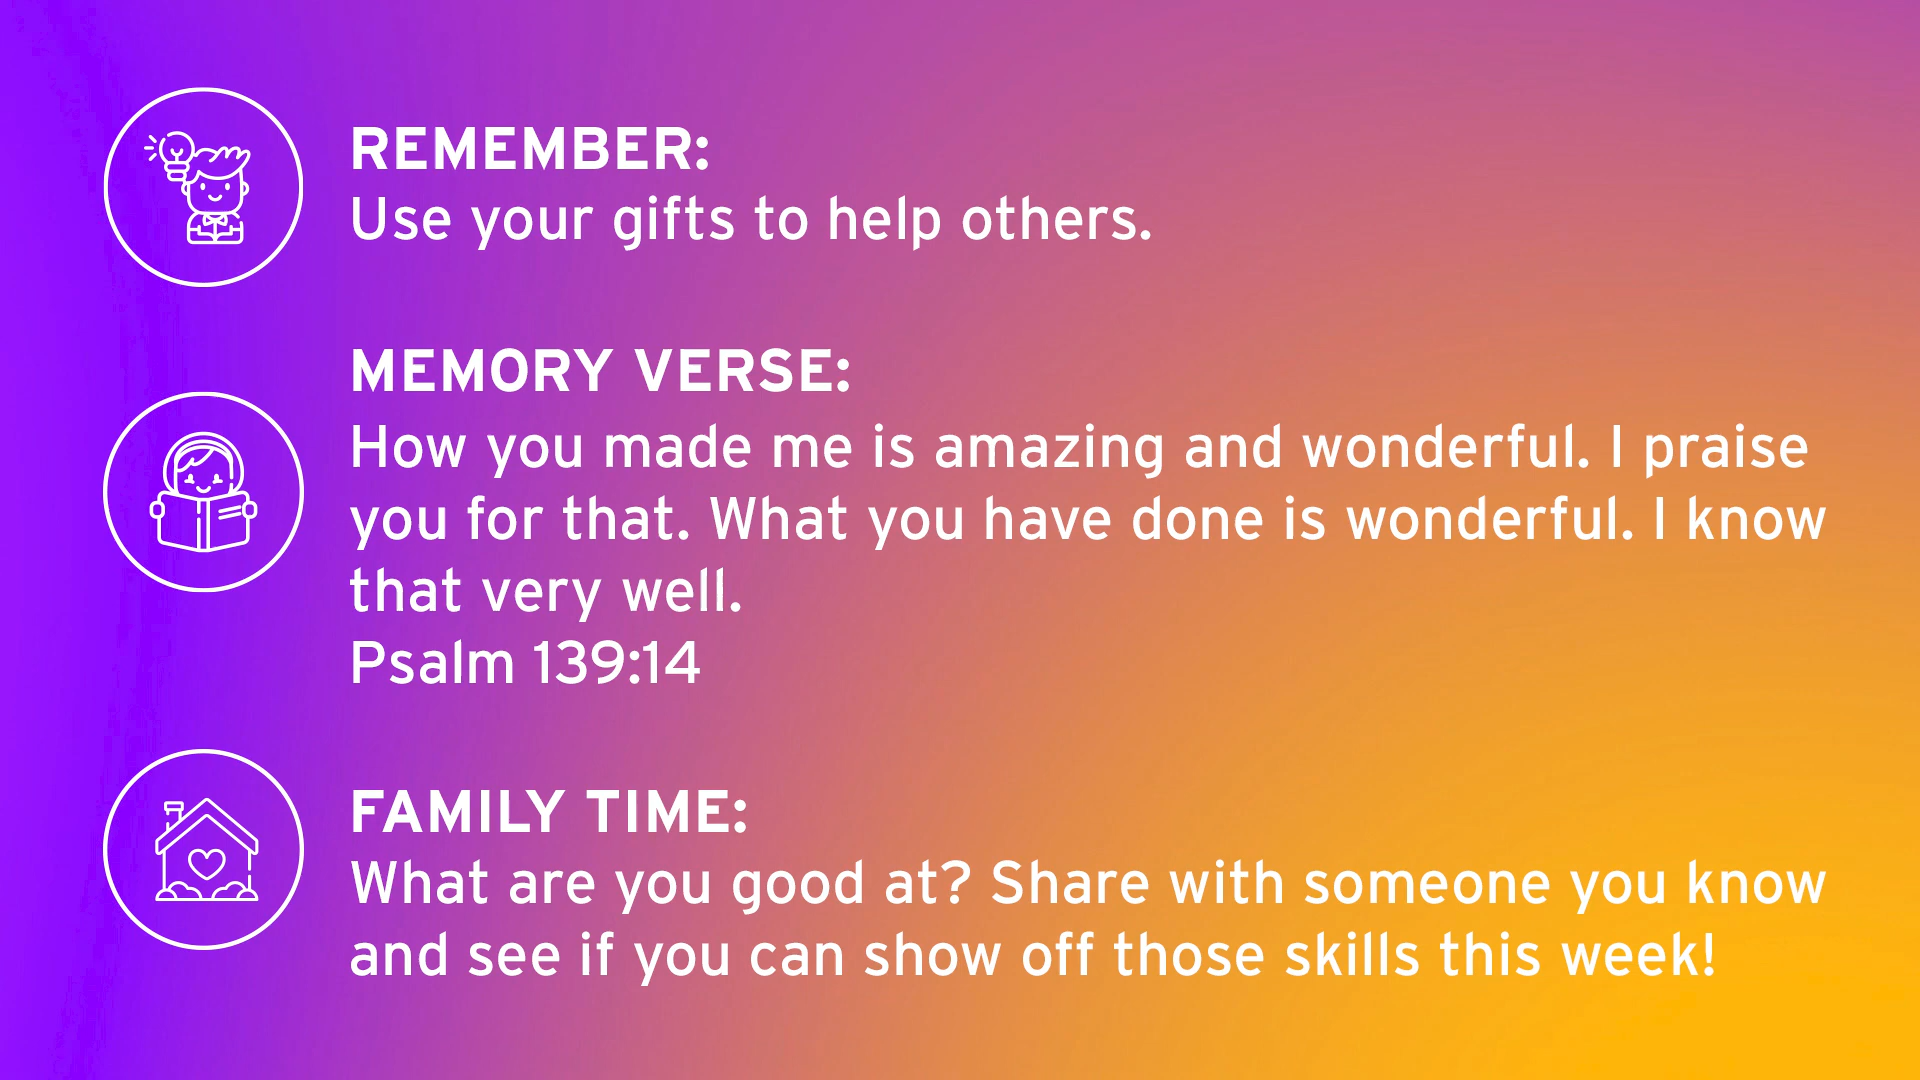 REMEMBER:
Use your gifts to help others.
MEMORY VERSE:
How you made me is amazing and wonderful. I praise
you for that. What you have done is wonderful. I know
that very well.
Psalm 139:14
FAMILY TIME:
What are you good at? Share with someone you know
and see if you can show off those skills this week!